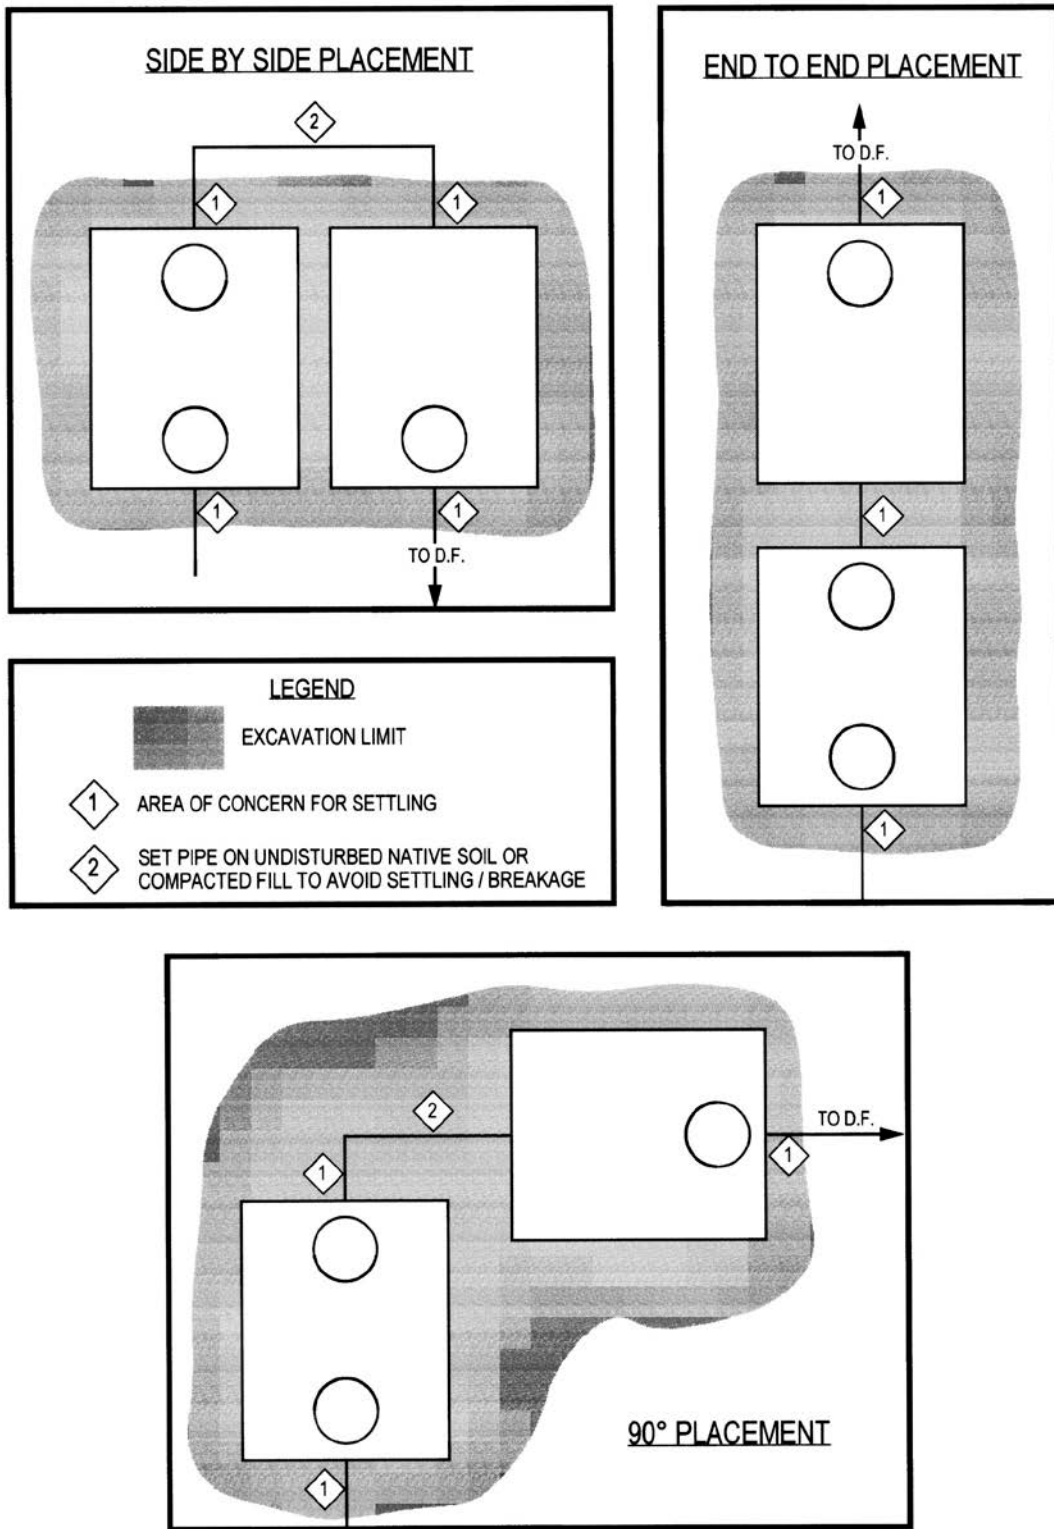 SIDE BY SIDE PLACEMENT
2
1
1
1
1
TO D.F.
END TO END PLACEMENT
TO D.F.
1
1
1
LEGEND
EXCAVATION LIMIT
1 AREA OF CONCERN FOR SETTLING
2 SET PIPE ON UNDISTURBED NATIVE SOIL OR
COMPACTED FILL TO AVOID SETTLING / BREAKAGE
2
TO D.F.
1
1
1
90° PLACEMENT